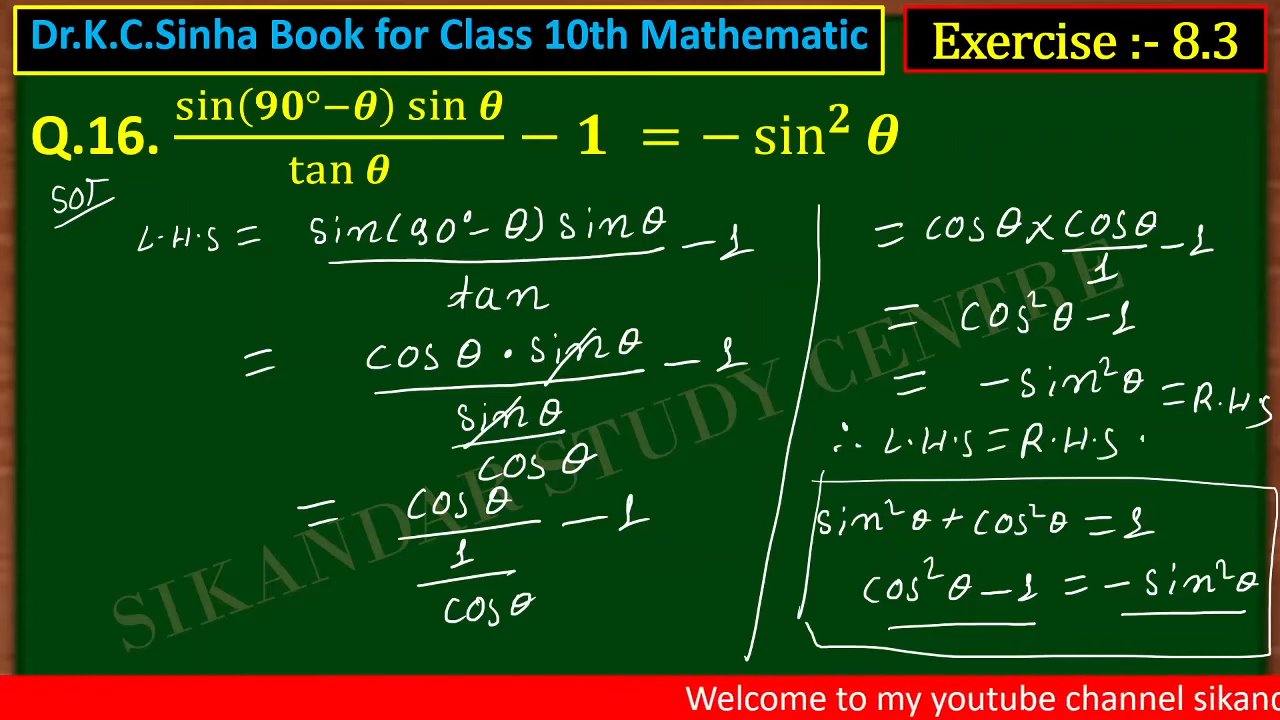 Dr.K.C.Sinha Book for Class 10th Mathematic
Exercise :- 8.3
Q.16. sin(90°−θ) sin θ / tan θ − 1 = − sin² θ
SOT
L.H.S = sin(90°− θ) sinθ / tan − 1
= cos θ · sinθ / (sinθ / cos θ) − 1
= cosθ / (1 / cosθ) − 1
= cosθ × cosθ / 1 − 1
= cos²θ − 1
= − sin²θ = R.H.S
∴ L.H.S = R.H.S ·
sin²θ + cos²θ = 1
cos²θ − 1 = − sin²θ
SIKANDAR STUDY CENTRE
Welcome to my youtube channel sikand